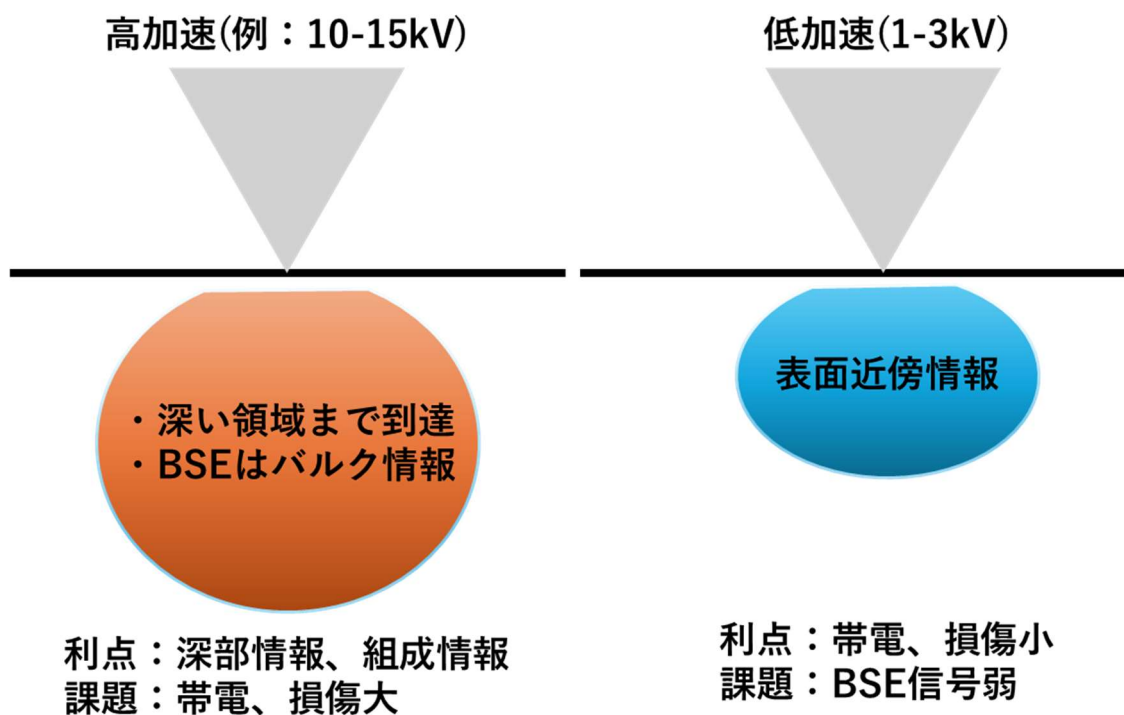 高加速(例：10-15kV)
・深い領域まで到達
・BSEはバルク情報
利点：深部情報、組成情報
課題：帯電、損傷大
低加速(1-3kV)
表面近傍情報
利点：帯電、損傷小
課題：BSE信号弱